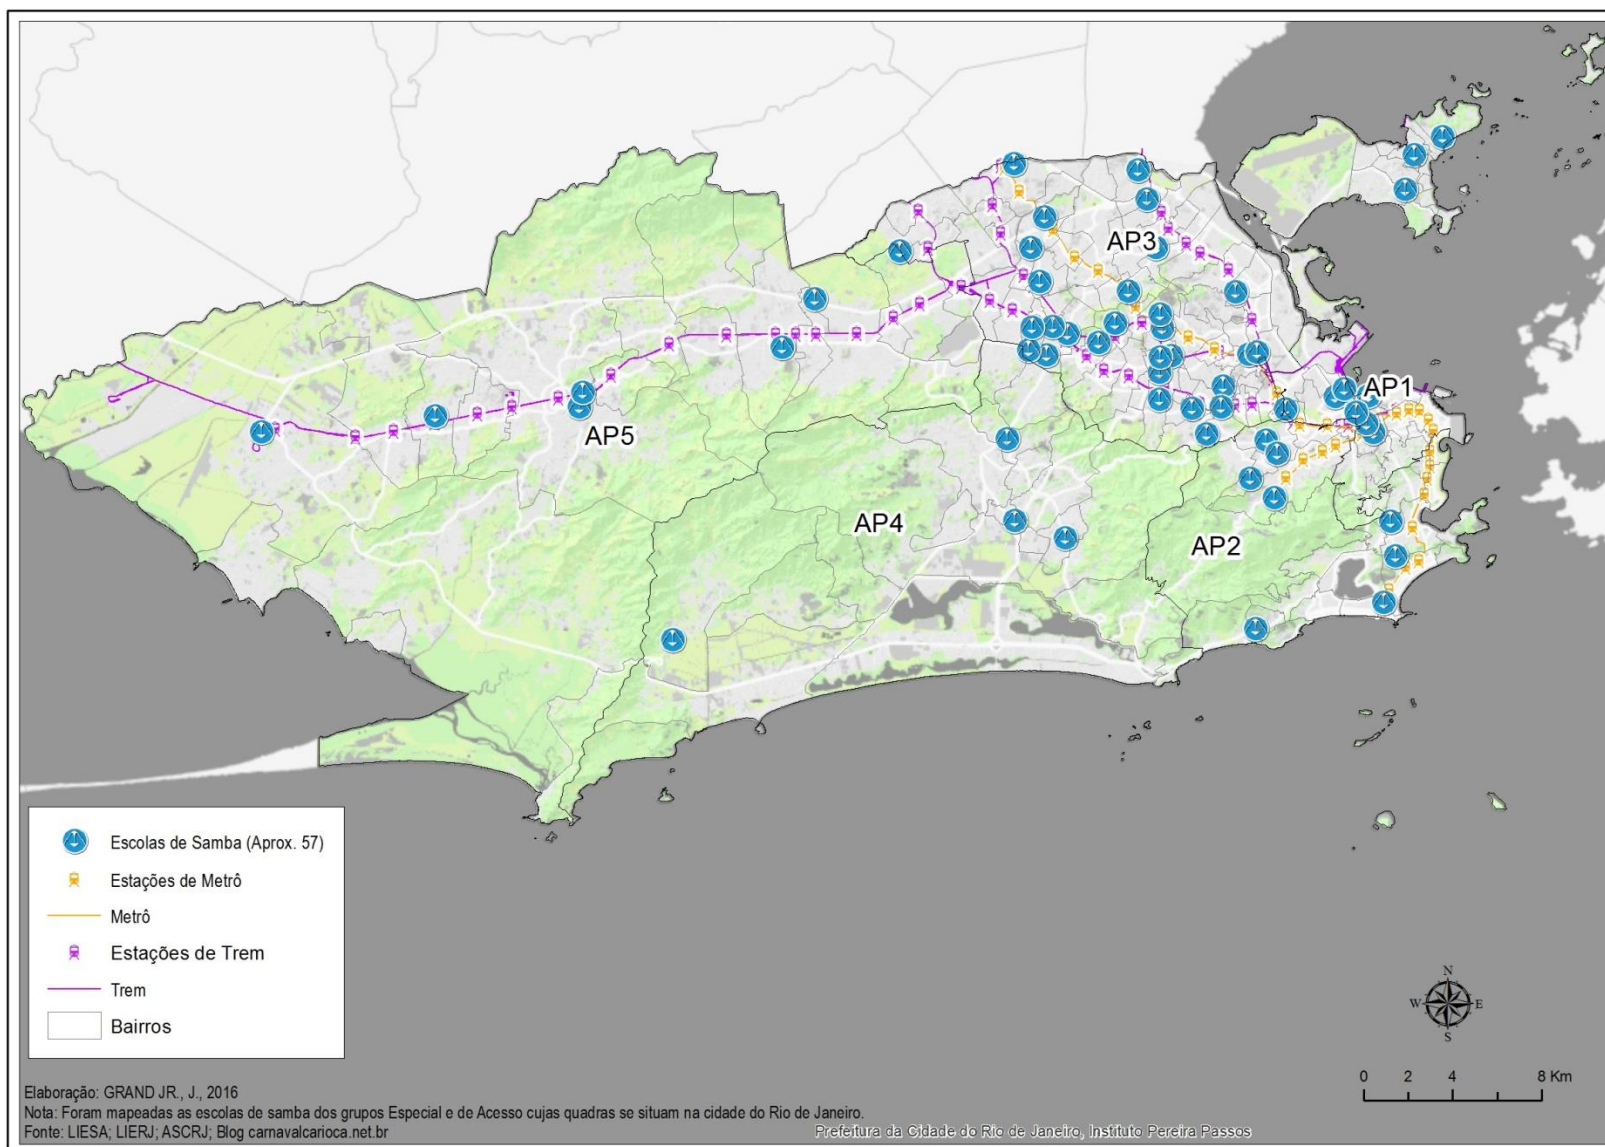 AP3
AP1
AP5
AP4
AP2
Escolas de Samba (Aprox. 57)
Estações de Metrô
Metrô
Estações de Trem
Trem
Bairros
N
W
E
S
0 2 4 8 Km
Elaboração: GRAND JR., J., 2016
Nota: Foram mapeadas as escolas de samba dos grupos Especial e de Acesso cujas quadras se situam na cidade do Rio de Janeiro.
Fonte: LIESA; LIERJ; ASCRJ; Blog carnavalcarioca.net.br
Prefeitura da Cidade do Rio de Janeiro, Instituto Pereira Passos